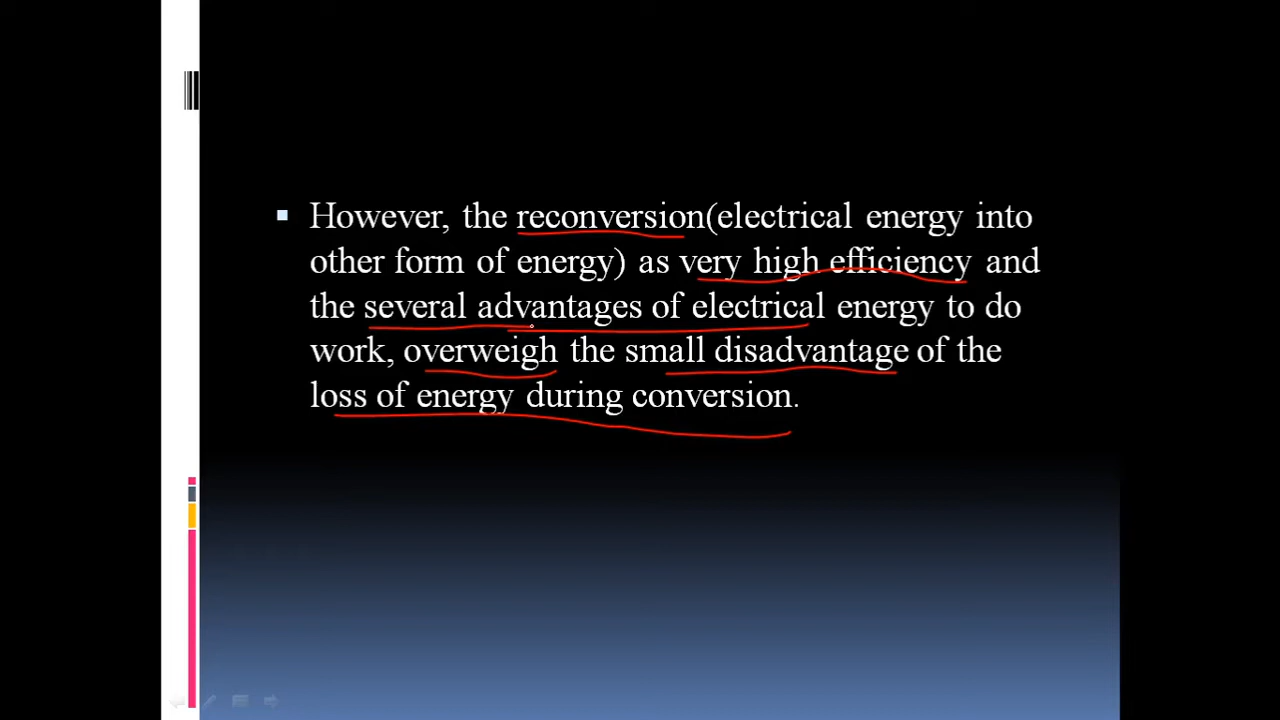 However, the reconversion(electrical energy into
other form of energy) as very high efficiency and
the several advantages of electrical energy to do
work, overweigh the small disadvantage of the
loss of energy during conversion.